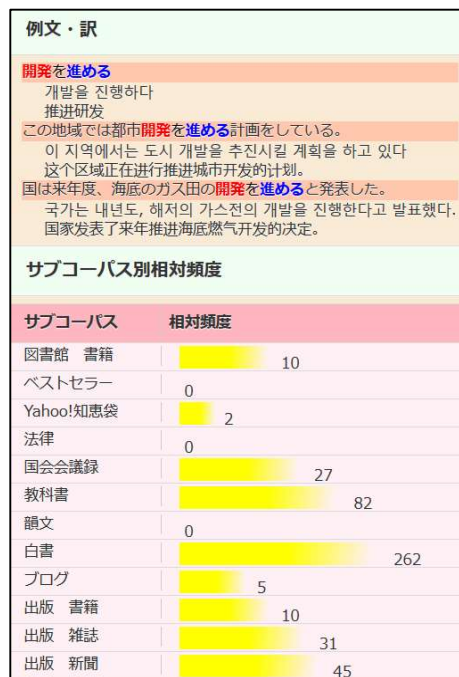 例文・訳
開発を進める
개발을 진행하다
推进研发
この地域では都市開発を進める計画をしている。
이 지역에서는 도시 개발을 추진시킬 계획을 하고 있다
这个区域正在进行推进城市开发的计划。
国は来年度、海底のガス田の開発を進めると発表した。
국가는 내년도, 해저의 가스전의 개발을 진행한다고 발표했다.
国家发表了来年推进海底燃气开发的决定。
サブコーパス別相対頻度
サブコーパス 相対頻度
図書館 書籍 10
ベストセラー 0
Yahoo!知恵袋 2
法律 0
国会会議録 27
教科書 82
韻文 0
白書 262
ブログ 5
出版 書籍 10
出版 雑誌 31
出版 新聞 45